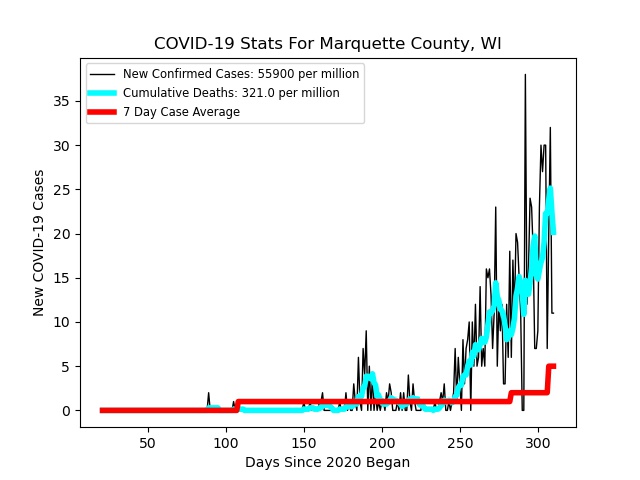 COVID-19 Stats For Marquette County, WI
New Confirmed Cases: 55900 per million
Cumulative Deaths: 321.0 per million
7 Day Case Average
New COVID-19 Cases
35
30
25
20
15
10
5
0
50
100
150
200
250
300
Days Since 2020 Began